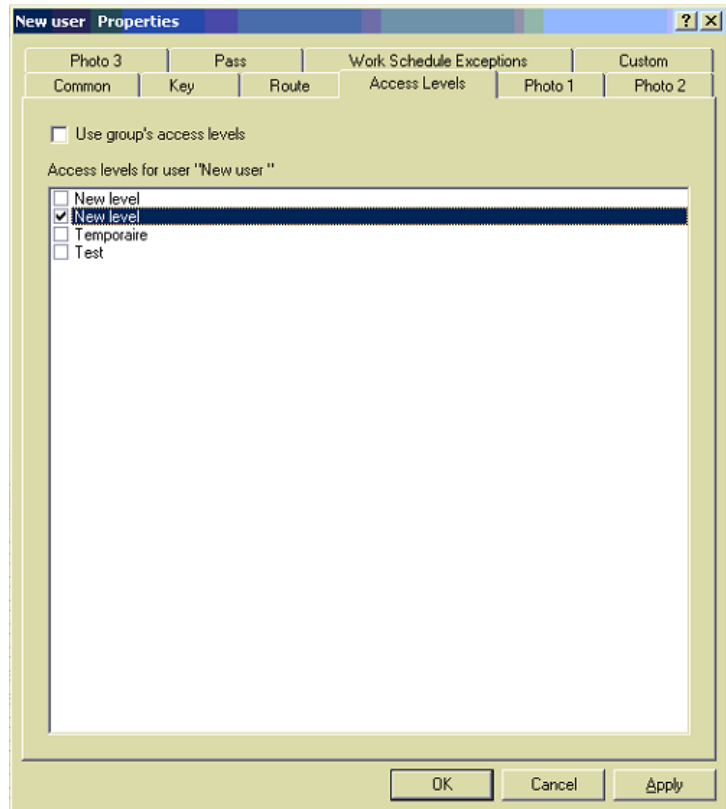 New user Properties
Photo 3 Pass Work Schedule Exceptions Custom
Common Key Route Access Levels Photo 1 Photo 2
Use group's access levels
Access levels for user "New user "
New level
New level
Temporaire
Test
OK Cancel Apply